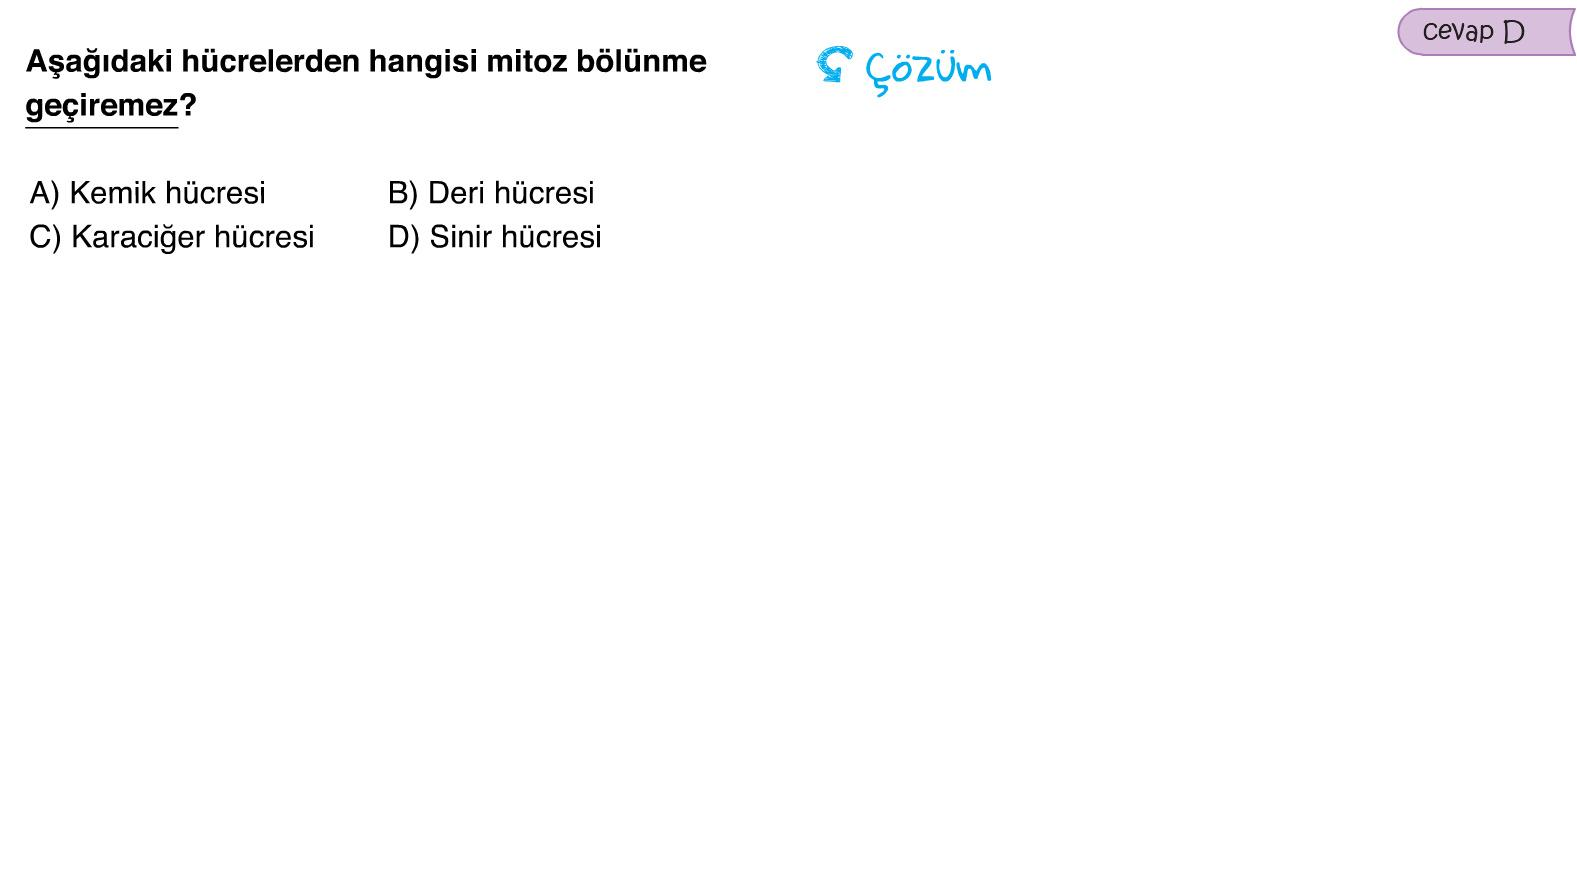 Aşağıdaki hücrelerden hangisi mitoz bölünme
geçiremez?
A) Kemik hücresi B) Deri hücresi
C) Karaciğer hücresi D) Sinir hücresi
Çözüm
cevap D